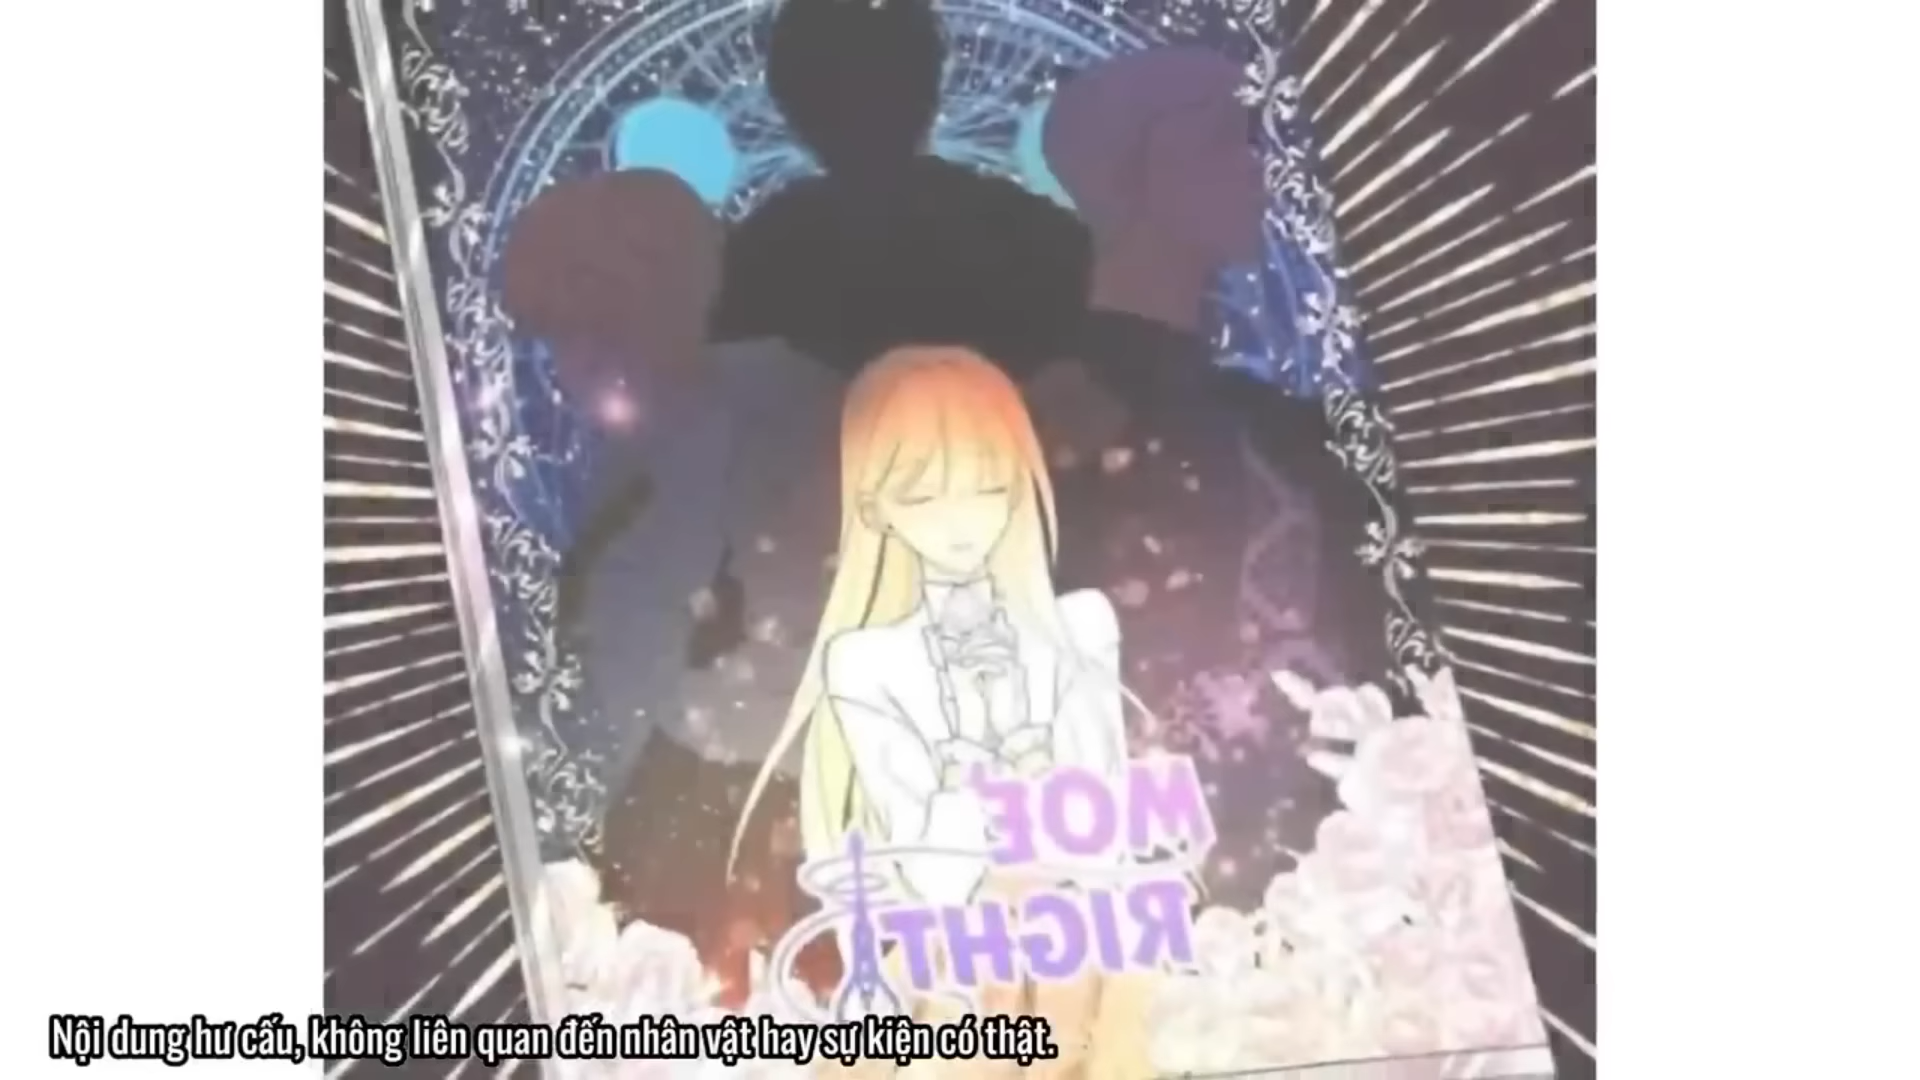 MOE
RIGHT
Nội dung hư cấu, không liên quan đến nhân vật hay sự kiện có thật.